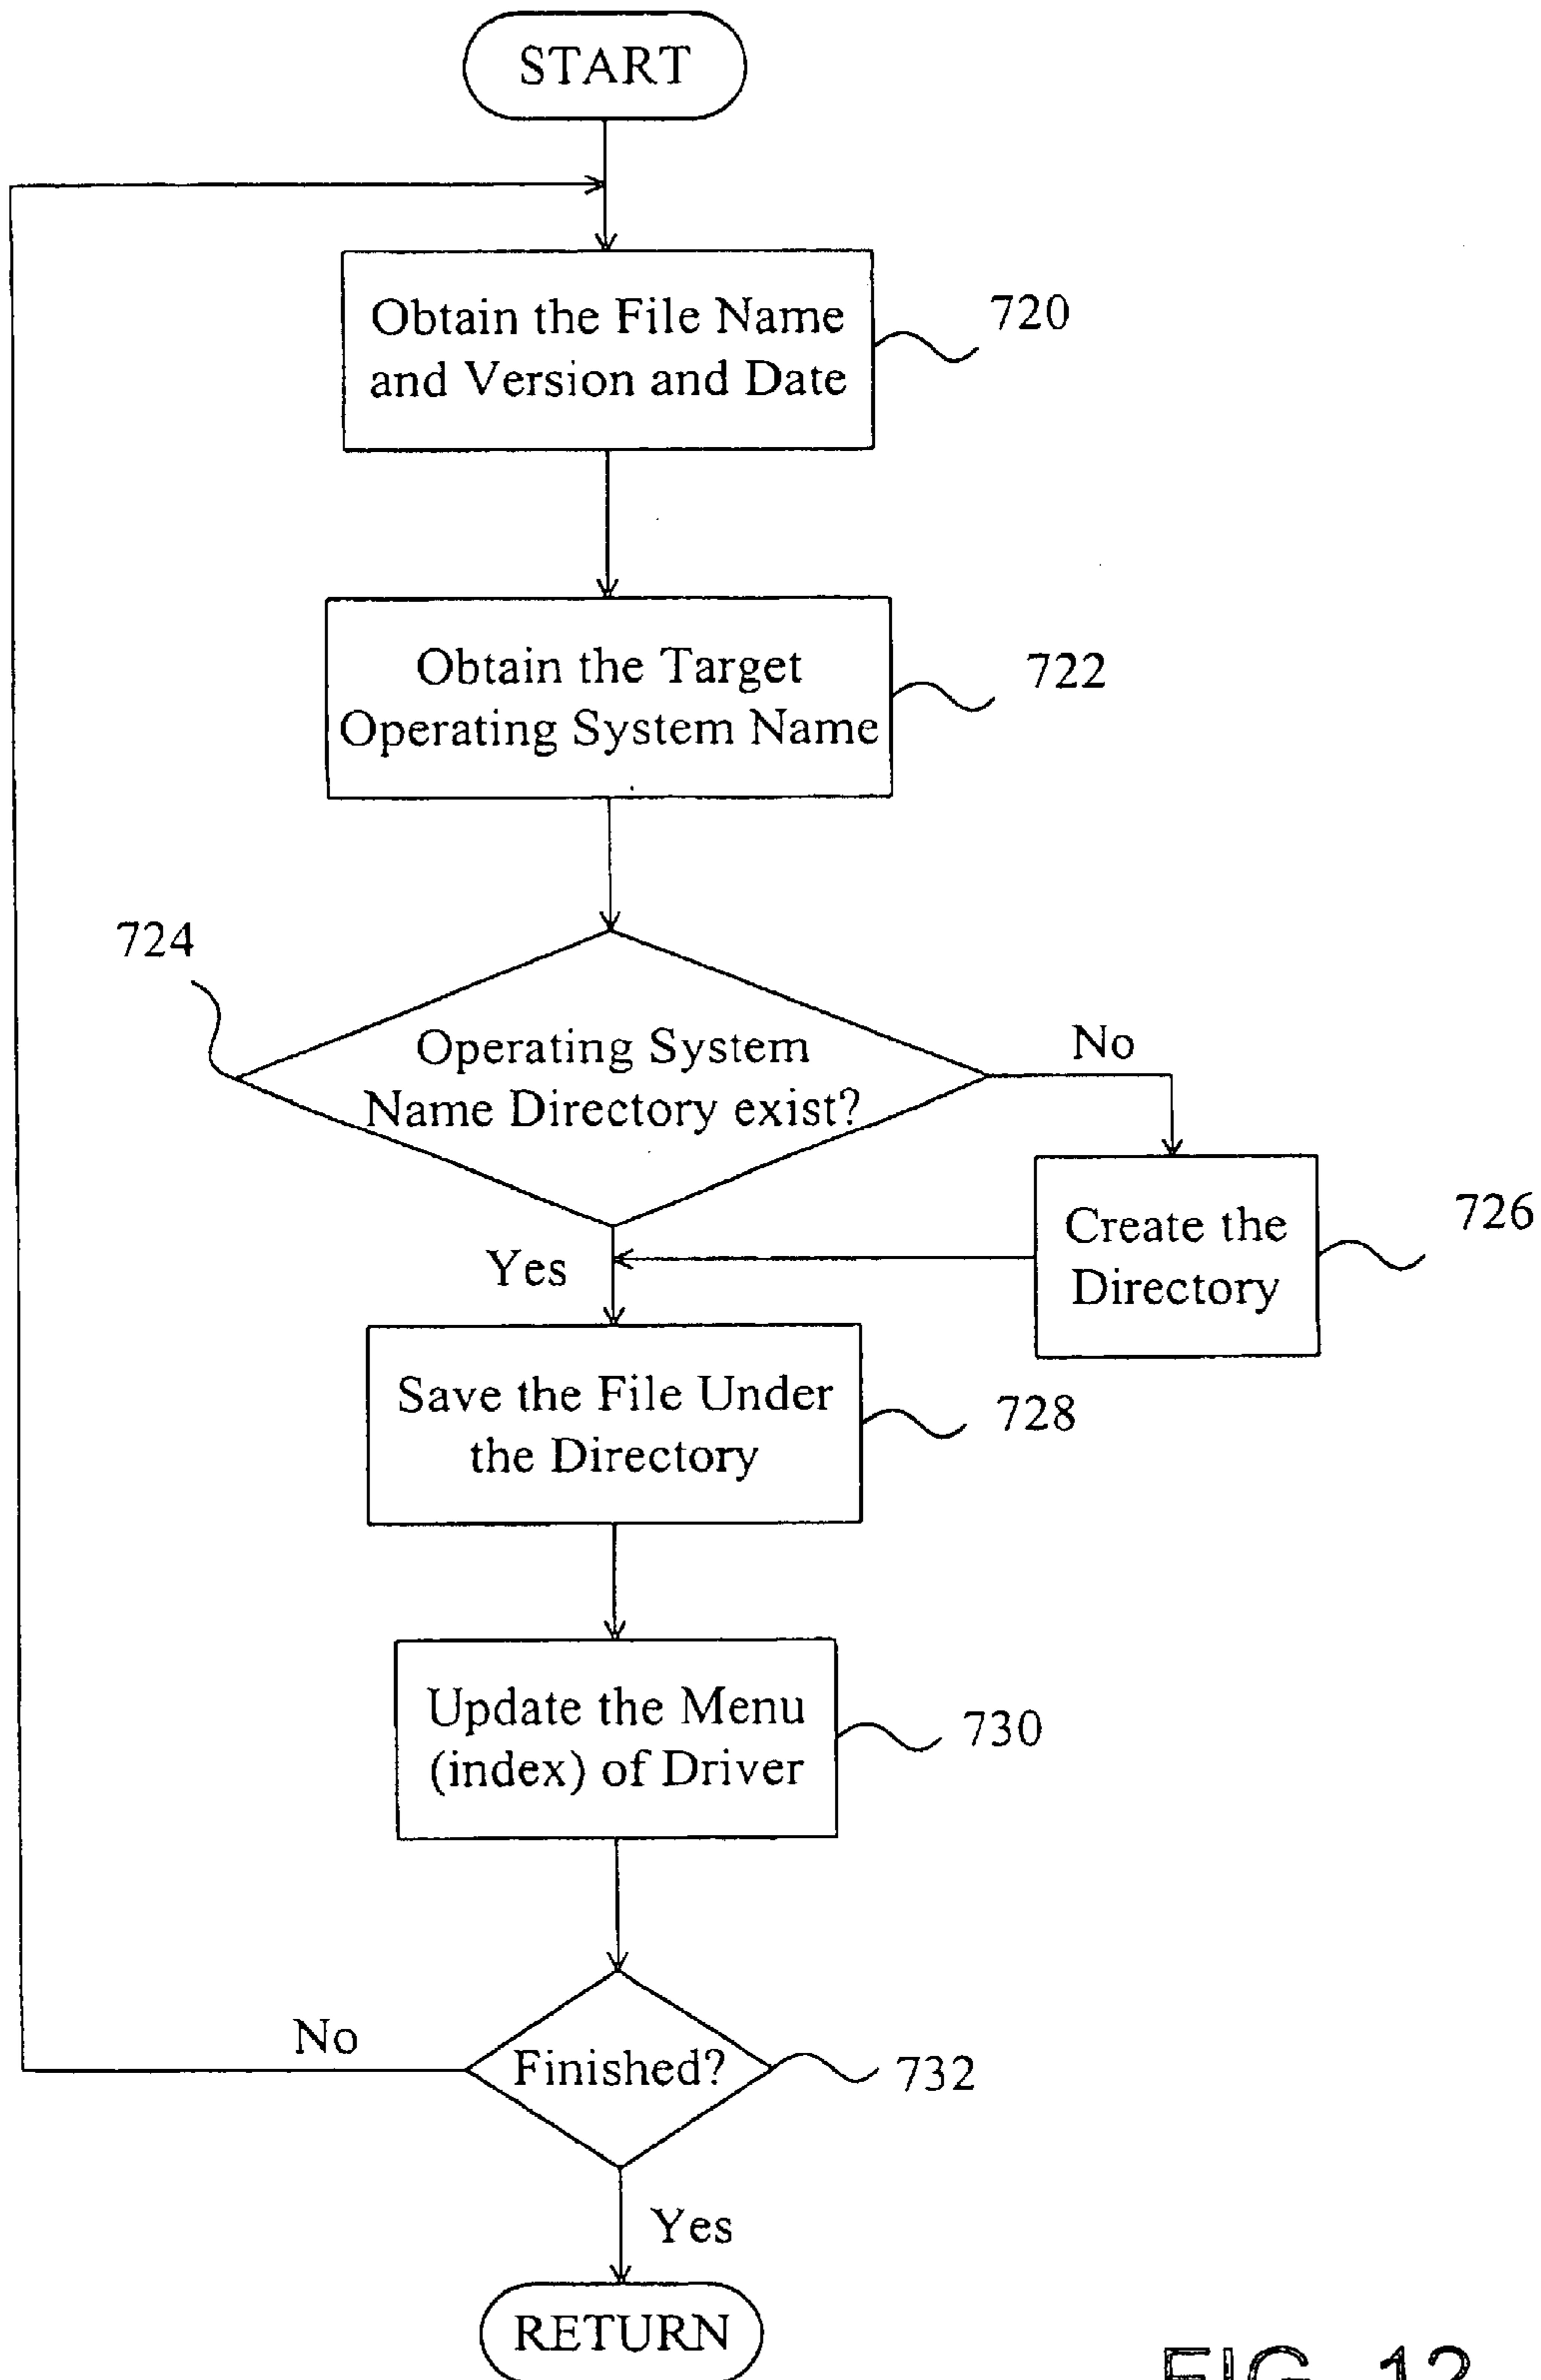 START
Obtain the File Name
and Version and Date
720
Obtain the Target
Operating System Name
722
724
Operating System
Name Directory exist?
No
Yes
Create the
Directory
726
Save the File Under
the Directory
728
Update the Menu
(index) of Driver
730
No
Finished?
732
Yes
RETURN
FIG. 12